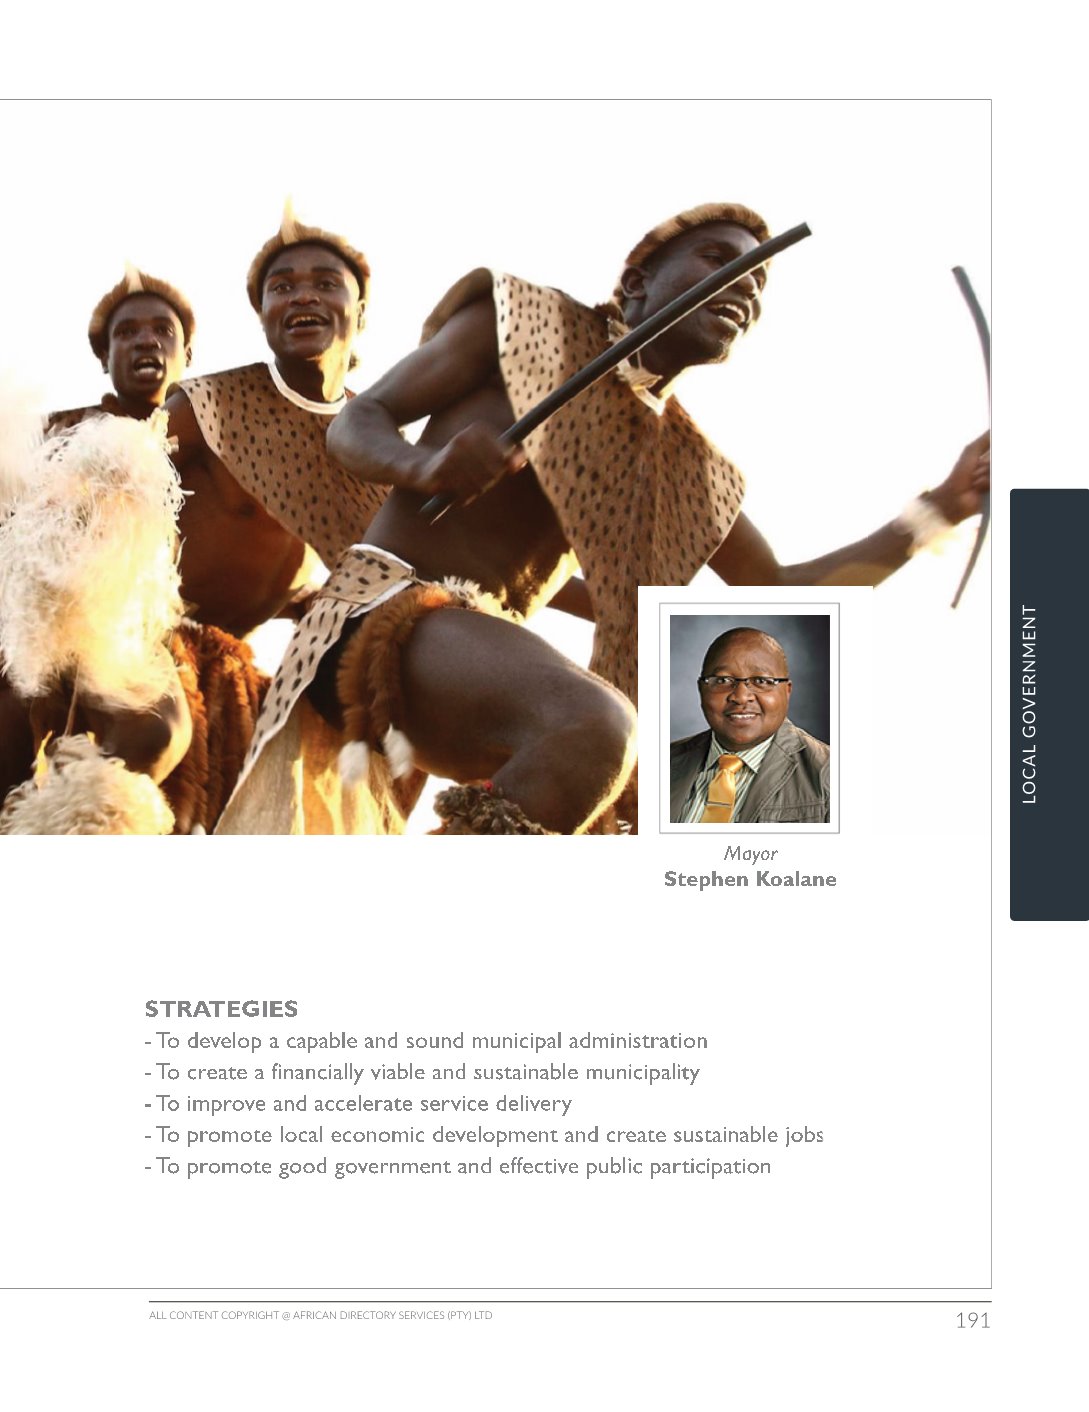 LOCAL GOVERNMENT
Mayor
Stephen Koalane
STRATEGIES
- To develop a capable and sound municipal administration
- To create a financially viable and sustainable municipality
- To improve and accelerate service delivery
- To promote local economic development and create sustainable jobs
- To promote good government and effective public participation
ALL CONTENT COPYRIGHT @ AFRICAN DIRECTORY SERVICES (PTY) LTD
191